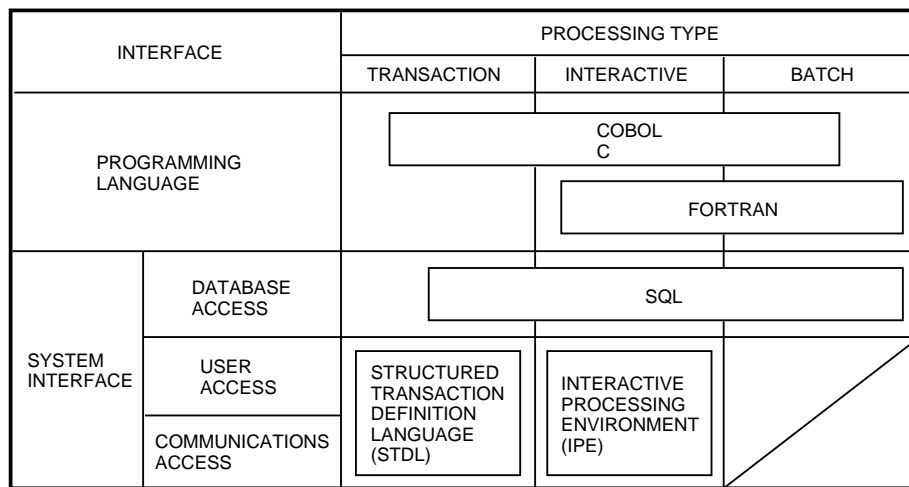 INTERFACE
PROCESSING TYPE
TRANSACTION
INTERACTIVE
BATCH
PROGRAMMING
LANGUAGE
COBOL
C
FORTRAN
SYSTEM
INTERFACE
DATABASE
ACCESS
SQL
USER
ACCESS
COMMUNICATIONS
ACCESS
STRUCTURED
TRANSACTION
DEFINITION
LANGUAGE
(STDL)
INTERACTIVE
PROCESSING
ENVIRONMENT
(IPE)